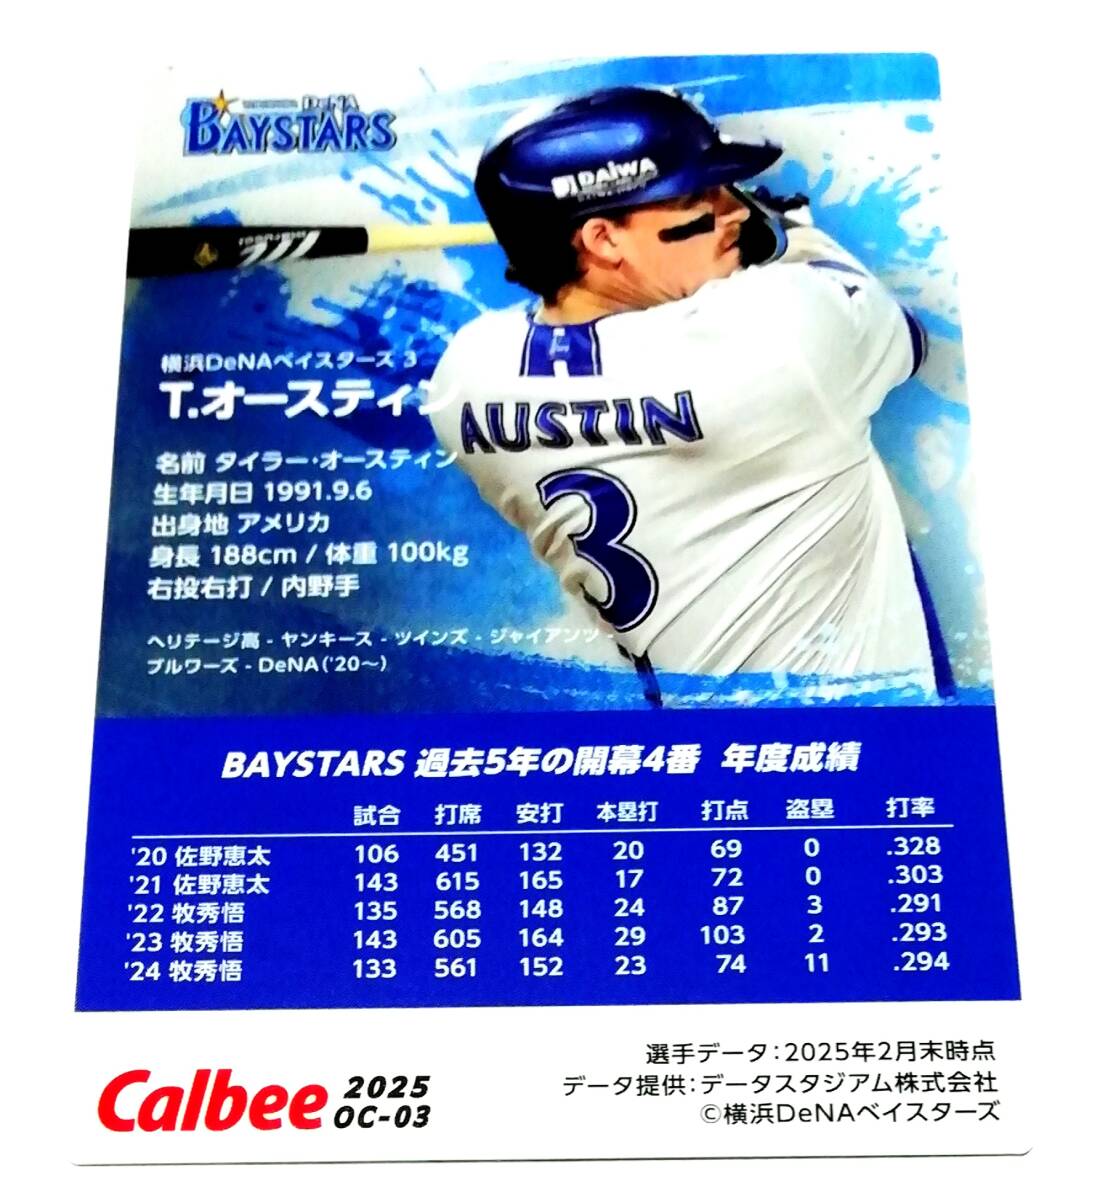 DeNA
BAYSTARS
DAIWA
横浜DeNAベイスターズ 3
T.オースティン
AUSTIN
3
名前 タイラー・オースティン
生年月日 1991.9.6
出身地 アメリカ
身長 188cm / 体重 100kg
右投右打 / 内野手
ヘリテージ高 - ヤンキース - ツインズ - ジャイアンツ -
ブルワーズ - DeNA('20〜)
BAYSTARS 過去5年の開幕4番 年度成績
試合 打席 安打 本塁打 打点 盗塁 打率
'20 佐野恵太 106 451 132 20 69 0 .328
'21 佐野恵太 143 615 165 17 72 0 .303
'22 牧秀悟 135 568 148 24 87 3 .291
'23 牧秀悟 143 605 164 29 103 2 .293
'24 牧秀悟 133 561 152 23 74 11 .294
Calbee 2025
OC-03
選手データ：2025年2月末時点
データ提供：データスタジアム株式会社
©横浜DeNAベイスターズ